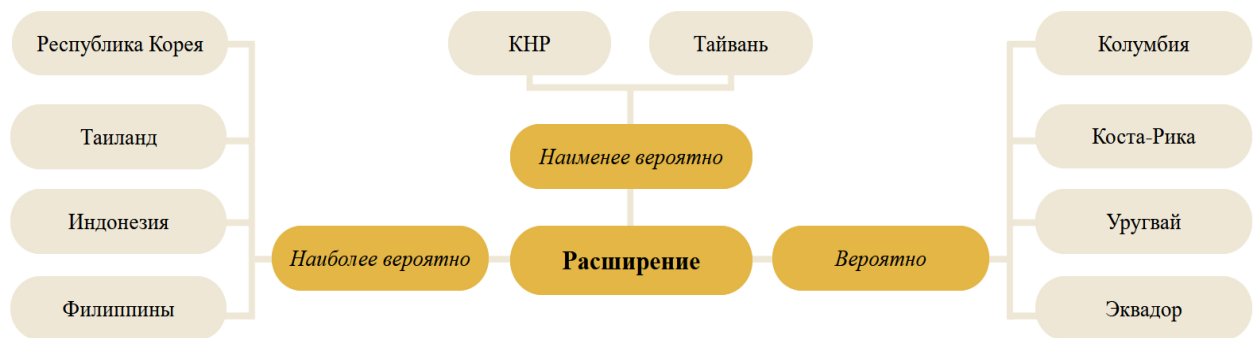 Республика Корея
КНР
Тайвань
Колумбия
Таиланд
Наименее вероятно
Коста-Рика
Индонезия
Уругвай
Наиболее вероятно
Расширение
Вероятно
Филиппины
Эквадор